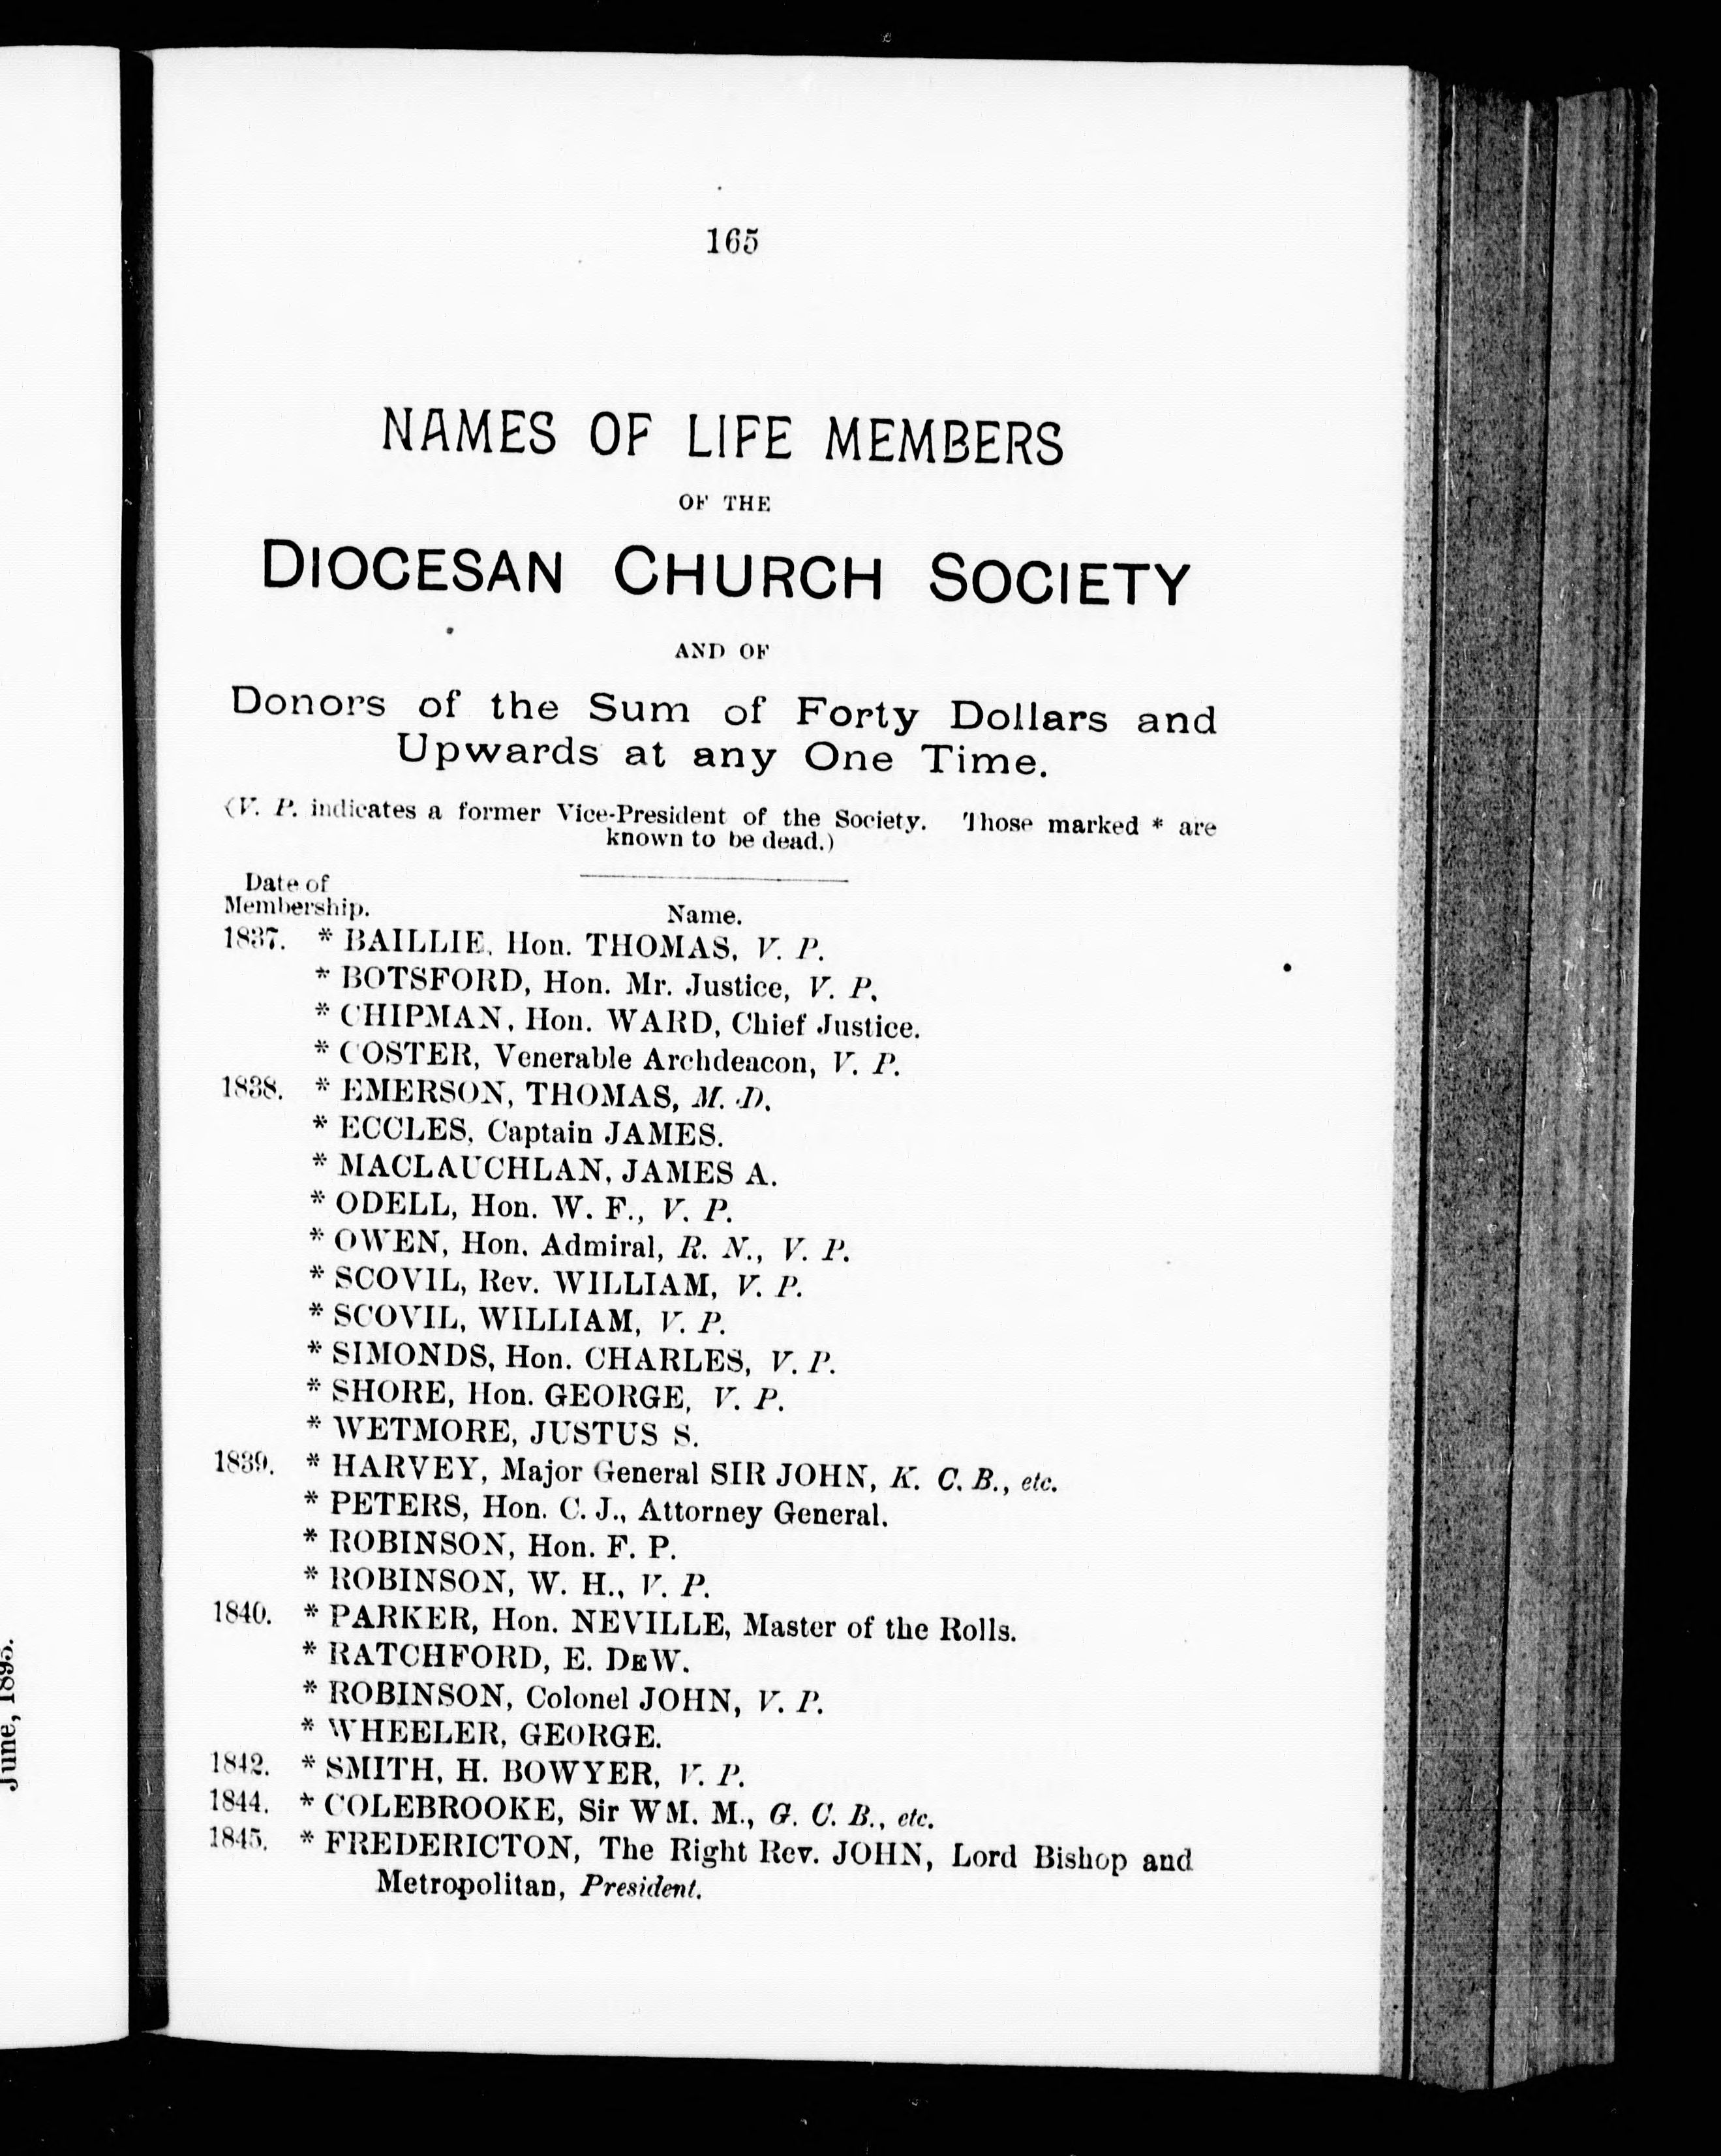 165
NAMES OF LIFE MEMBERS
OF THE
DIOCESAN CHURCH SOCIETY
AND OF
Donors of the Sum of Forty Dollars and
Upwards at any One Time.
(V. P. indicates a former Vice-President of the Society. Those marked * are
known to be dead.)
Date of
Membership. Name.
1837. * BAILLIE, Hon. THOMAS, V. P.
* BOTSFORD, Hon. Mr. Justice, V. P.
* CHIPMAN, Hon. WARD, Chief Justice.
* COSTER, Venerable Archdeacon, V. P.
1838. * EMERSON, THOMAS, M. D.
* ECCLES, Captain JAMES.
* MACLAUCHLAN, JAMES A.
* ODELL, Hon. W. F., V. P.
* OWEN, Hon. Admiral, R. N., V. P.
* SCOVIL, Rev. WILLIAM, V. P.
* SCOVIL, WILLIAM, V. P.
* SIMONDS, Hon. CHARLES, V. P.
* SHORE, Hon. GEORGE, V. P.
* WETMORE, JUSTUS S.
1839. * HARVEY, Major General SIR JOHN, K. C. B., etc.
* PETERS, Hon. C. J., Attorney General.
* ROBINSON, Hon. F. P.
* ROBINSON, W. H., V. P.
1840. * PARKER, Hon. NEVILLE, Master of the Rolls.
* RATCHFORD, E. DEW.
* ROBINSON, Colonel JOHN, V. P.
* WHEELER, GEORGE.
1842. * SMITH, H. BOWYER, V. P.
1844. * COLEBROOKE, Sir WM. M., G. C. B., etc.
1845. * FREDERICTON, The Right Rev. JOHN, Lord Bishop and
Metropolitan, President.
June, 1895.